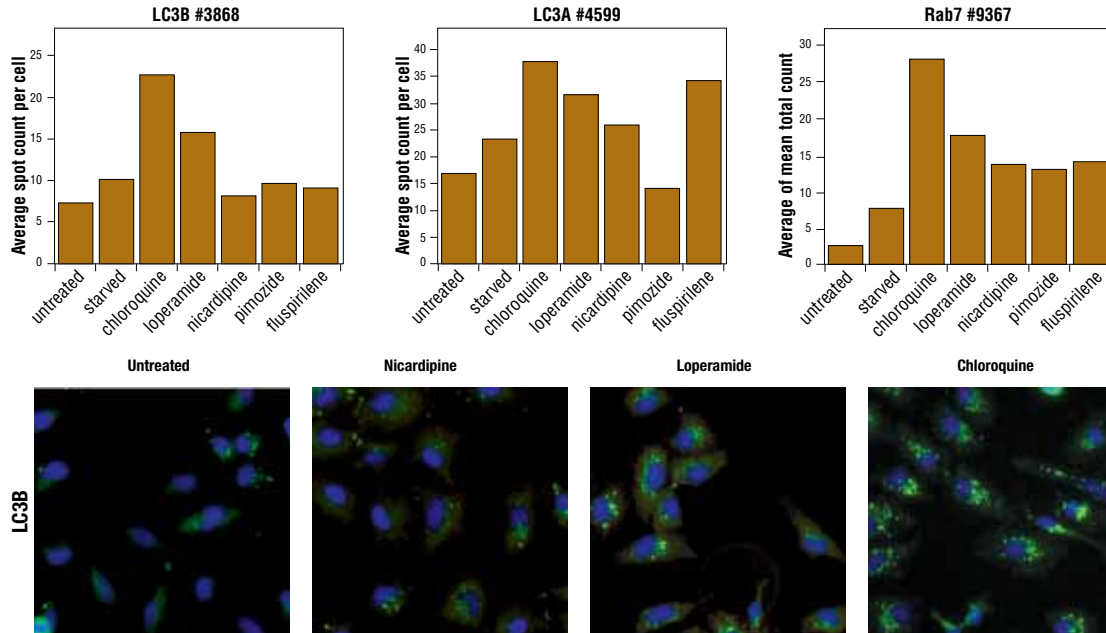 LC3B #3868
Average spot count per cell
25
20
15
10
5
0
untreated
starved
chloroquine
loperamide
nicardipine
pimozide
fluspirilene
LC3A #4599
Average spot count per cell
40
35
30
25
20
15
10
5
0
untreated
starved
chloroquine
loperamide
nicardipine
pimozide
fluspirilene
Rab7 #9367
Average of mean total count
30
25
20
15
10
5
0
untreated
starved
chloroquine
loperamide
nicardipine
pimozide
fluspirilene
Untreated
Nicardipine
Loperamide
Chloroquine
LC3B